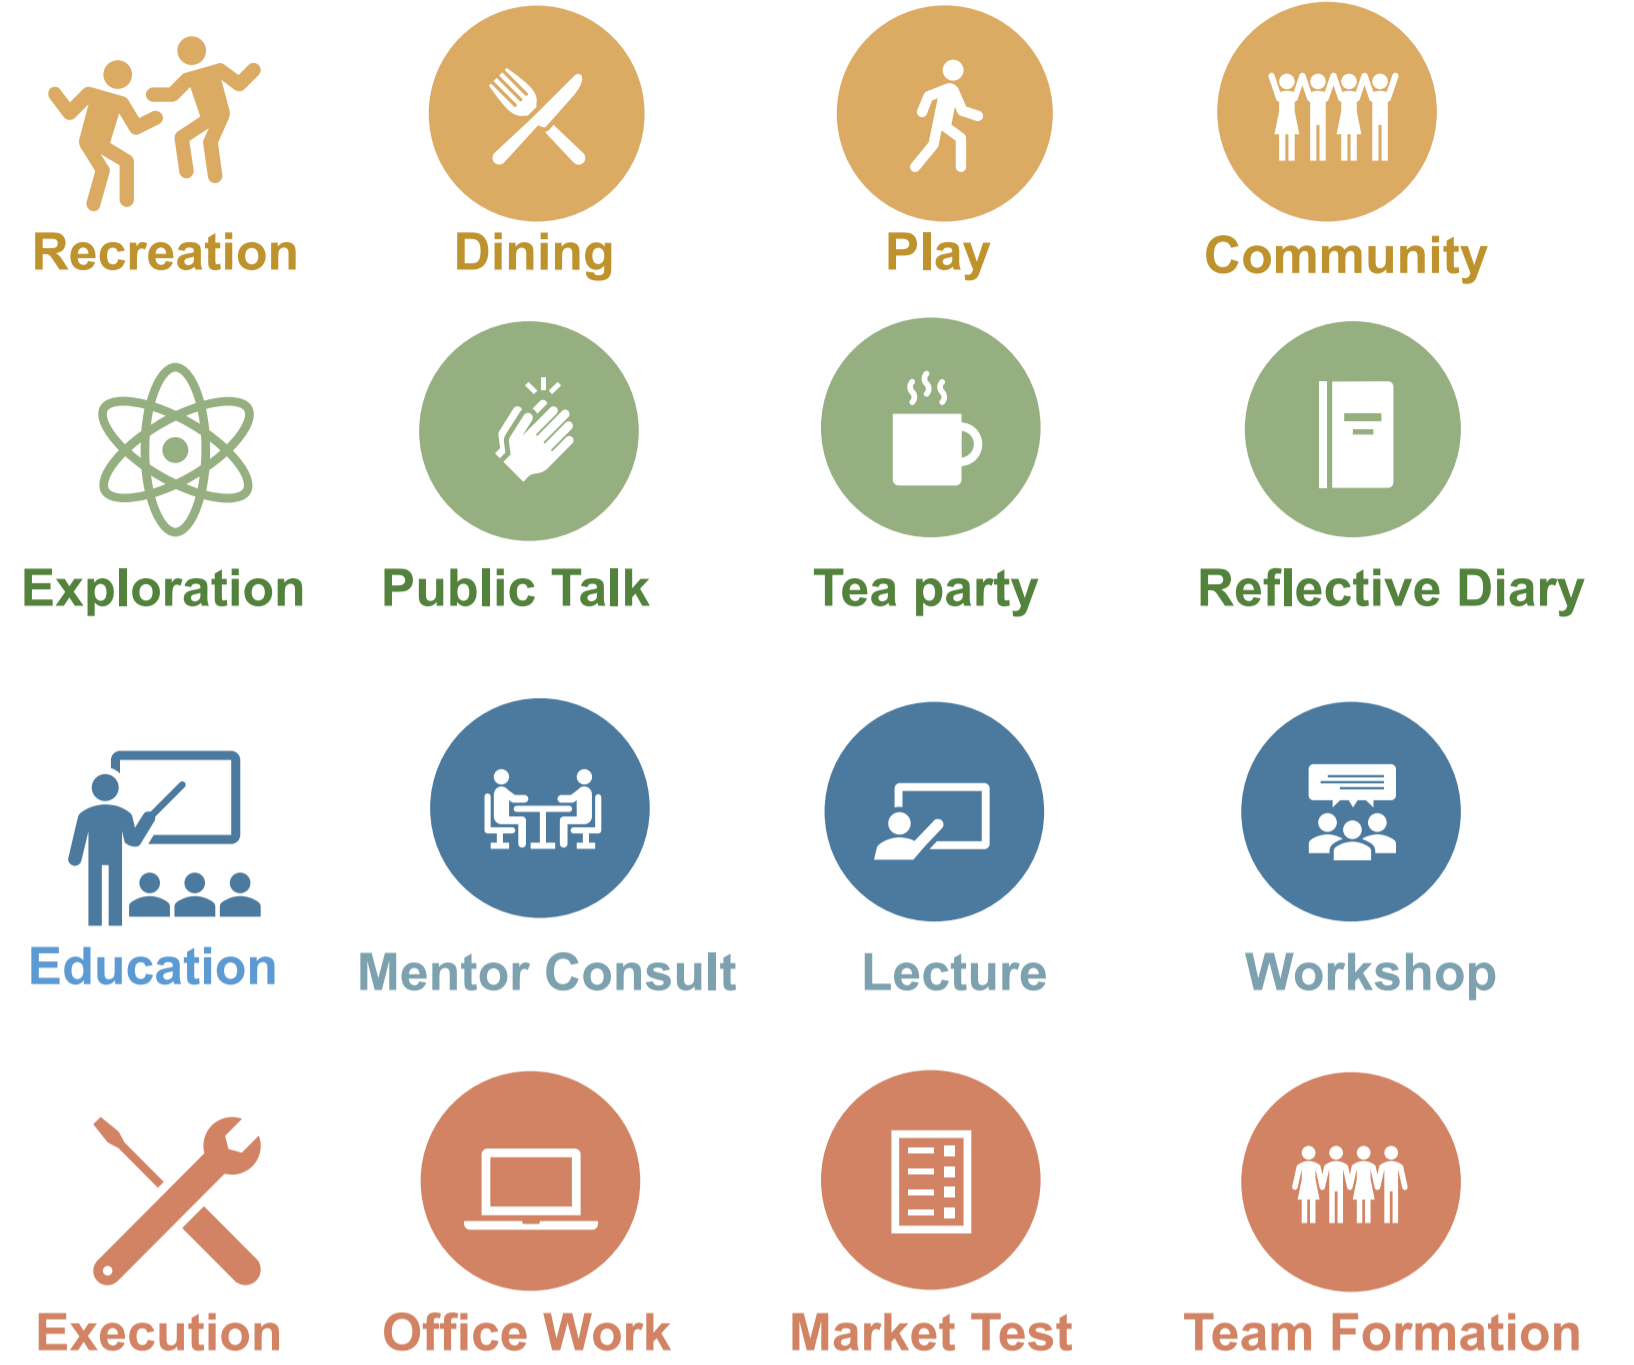 Recreation
Dining
Play
Community
Exploration
Public Talk
Tea party
Reflective Diary
Education
Mentor Consult
Lecture
Workshop
Execution
Office Work
Market Test
Team Formation